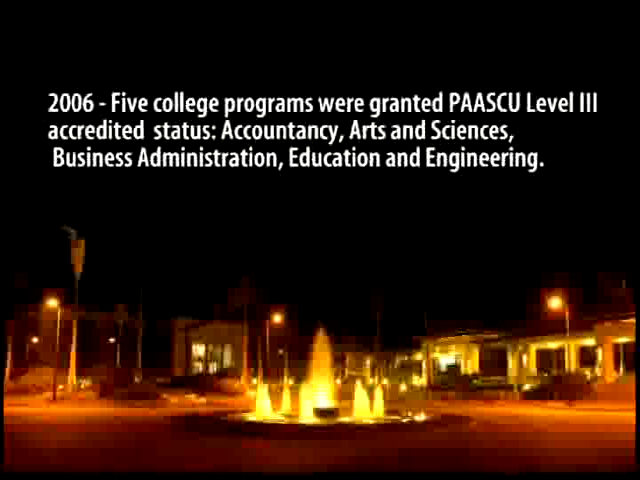 2006 - Five college programs were granted PAASCU Level III
accredited status: Accountancy, Arts and Sciences,
Business Administration, Education and Engineering.